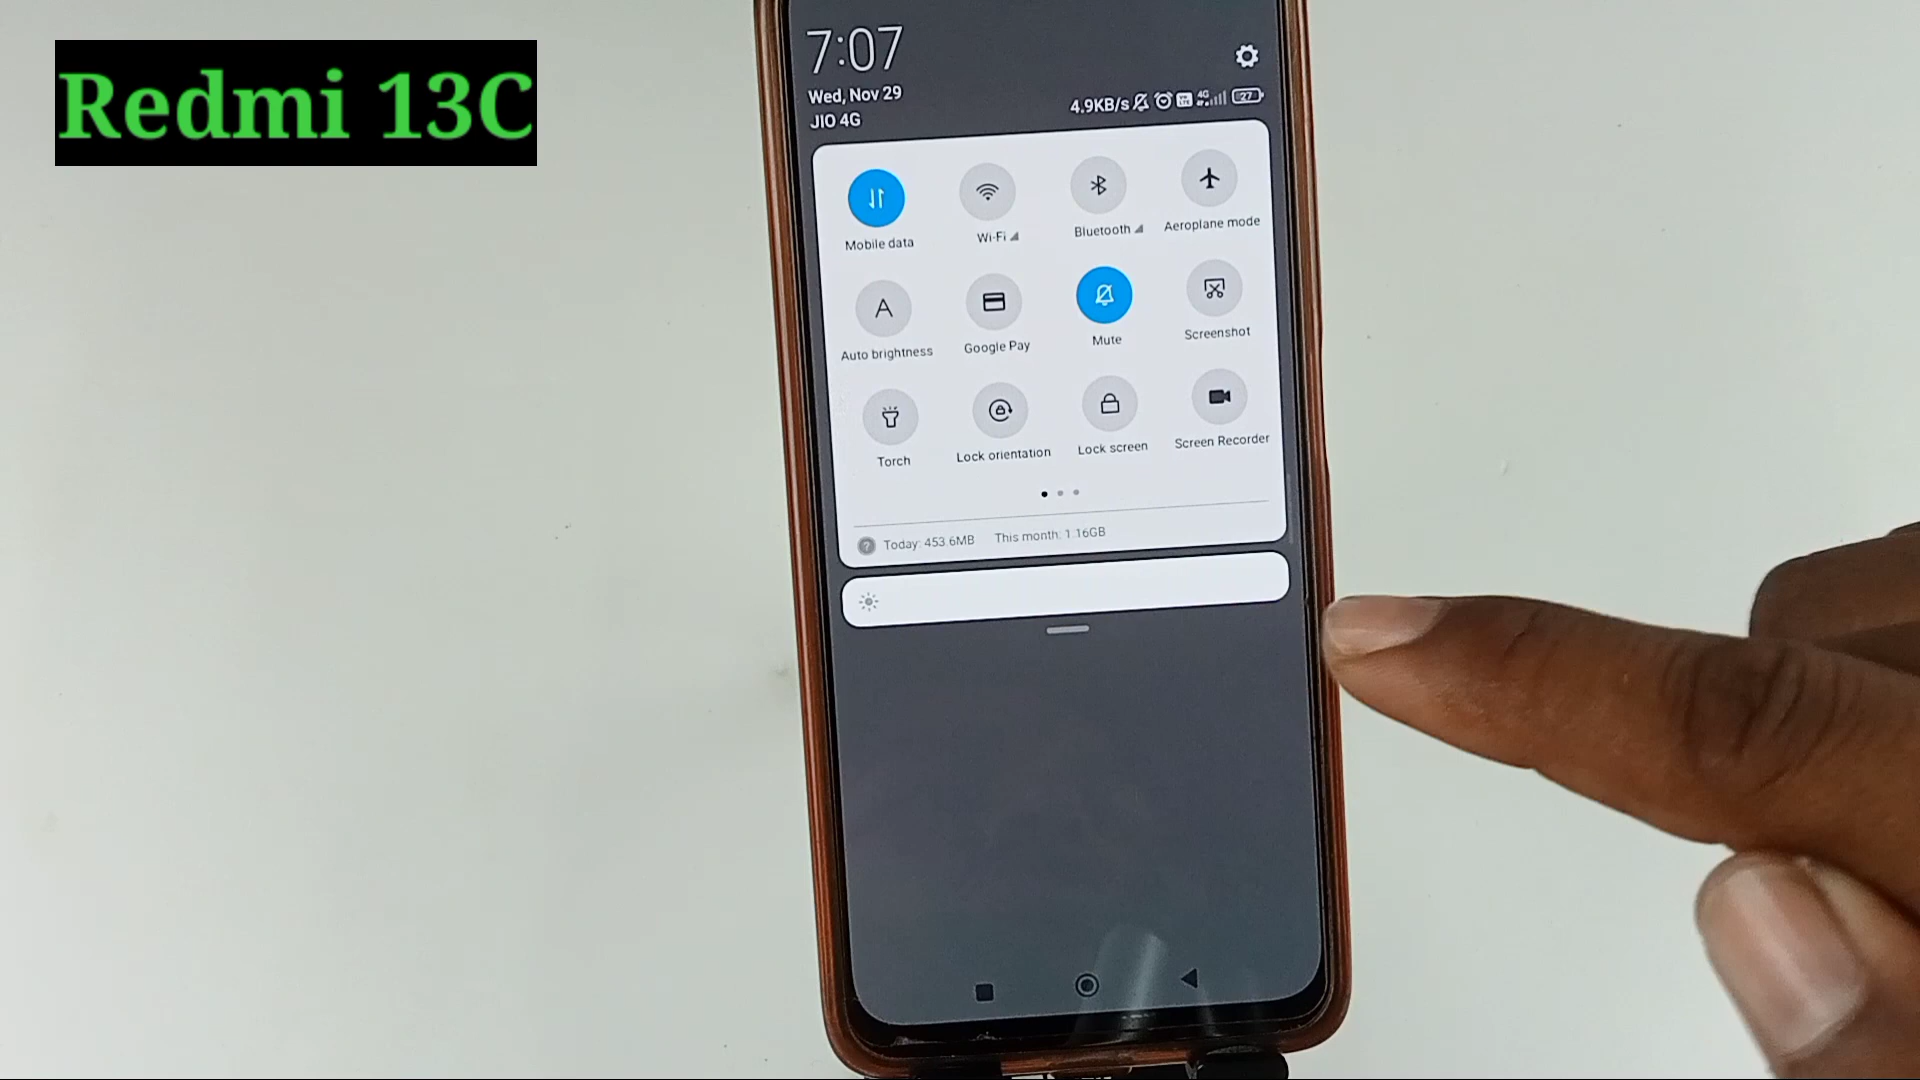 Redmi 13C
7:07
Wed, Nov 29
JIO 4G
4.9KB/s 4G 27
Mobile data
Wi-Fi
Bluetooth
Aeroplane mode
A
Auto brightness
Google Pay
Mute
Screenshot
Torch
Lock orientation
Lock screen
Screen Recorder
? Today: 453.6MB This month: 1.16GB